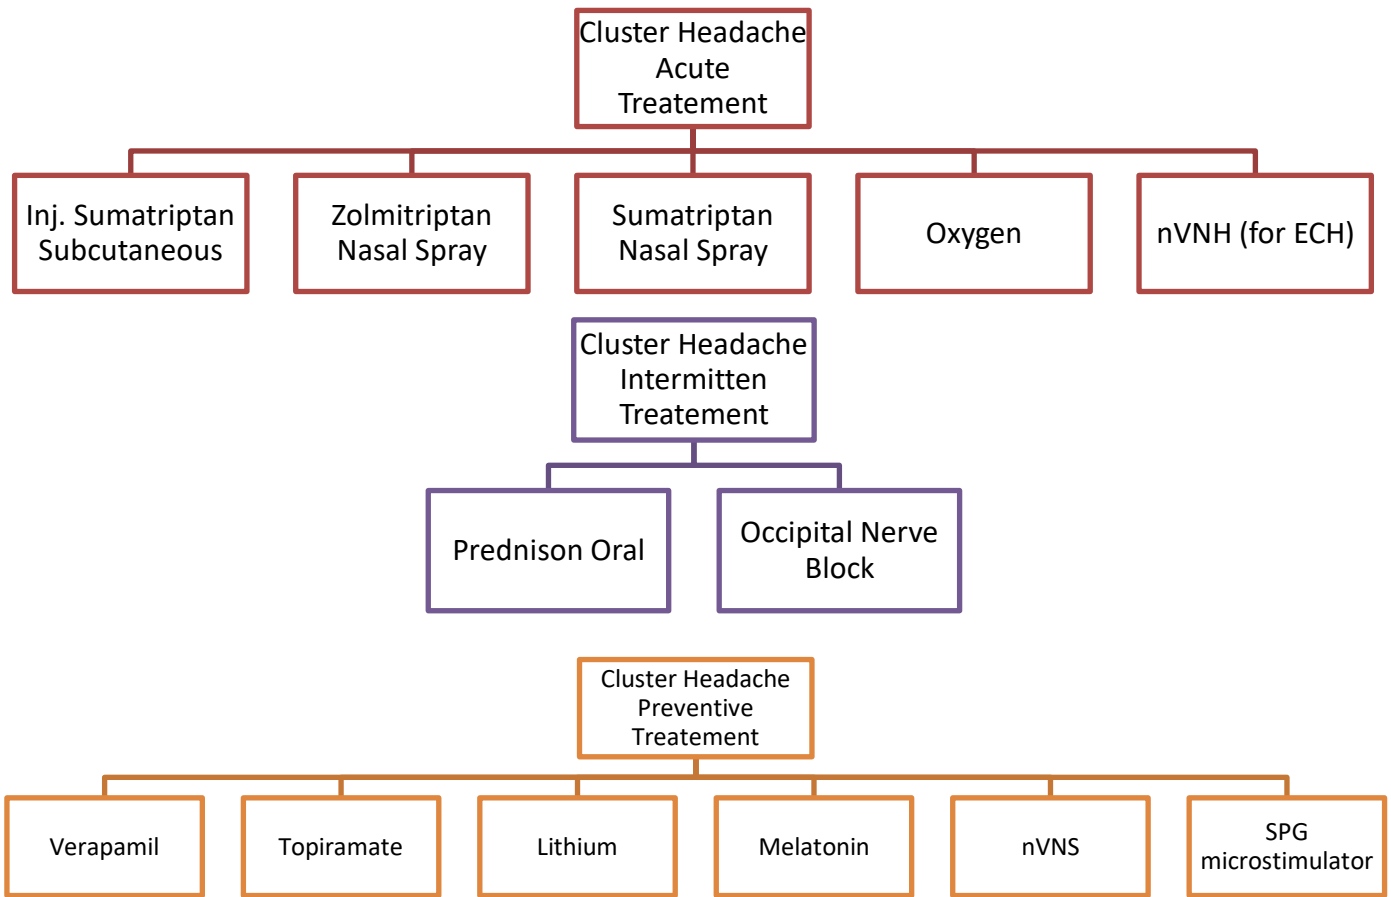 Cluster Headache
Acute
Treatement
Inj. Sumatriptan
Subcutaneous
Zolmitriptan
Nasal Spray
Sumatriptan
Nasal Spray
Oxygen
nVNH (for ECH)
Cluster Headache
Intermitten
Treatement
Prednison Oral
Occipital Nerve
Block
Cluster Headache
Preventive
Treatement
Verapamil
Topiramate
Lithium
Melatonin
nVNS
SPG
microstimulator